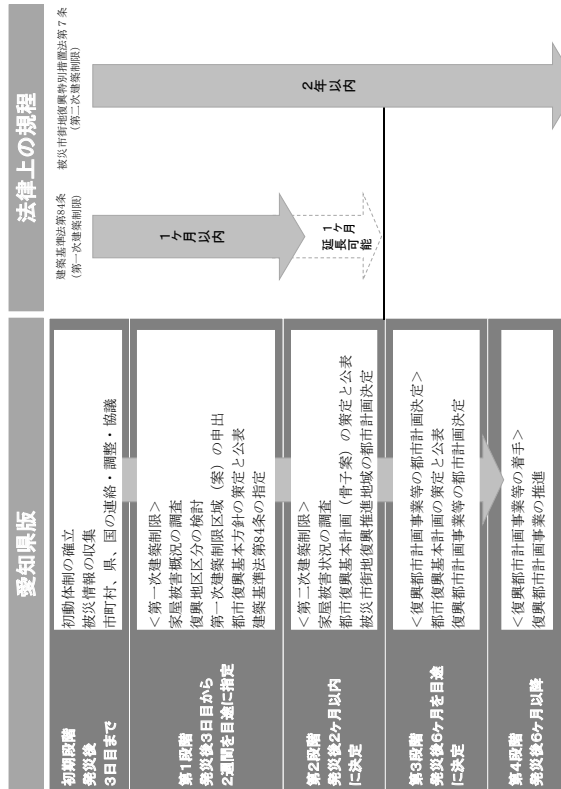 愛知県版
法律上の規程
初期段階
発災後
3日目まで
初動体制の確立
被災情報の収集
市町村、県、国の連絡・調整・協議
第1段階
発災後3日目から
2週間を目途に指定
＜第一次建築制限＞
家屋被害概況の調査
復興地区区分の検討
第一次建築制限区域（案）の申出
都市復興基本方針の策定と公表
建築基準法第84条の指定
第2段階
発災後2ヶ月以内
に決定
＜第二次建築制限＞
家屋被害状況の調査
都市復興基本計画（骨子案）の策定と公表
被災市街地復興推進地域の都市計画決定
第3段階
発災後6ヶ月を目途
に決定
＜復興都市計画事業等の都市計画決定＞
都市復興基本計画の策定と公表
復興都市計画事業等の都市計画決定
第4段階
発災後6ヶ月以降
＜復興都市計画事業等の着手＞
復興都市計画事業の推進
建築基準法第84条
（第一次建築制限）
1ヶ月以内
1ヶ月
延長可能
被災市街地復興特別措置法第７条
（第二次建築制限）
2年以内